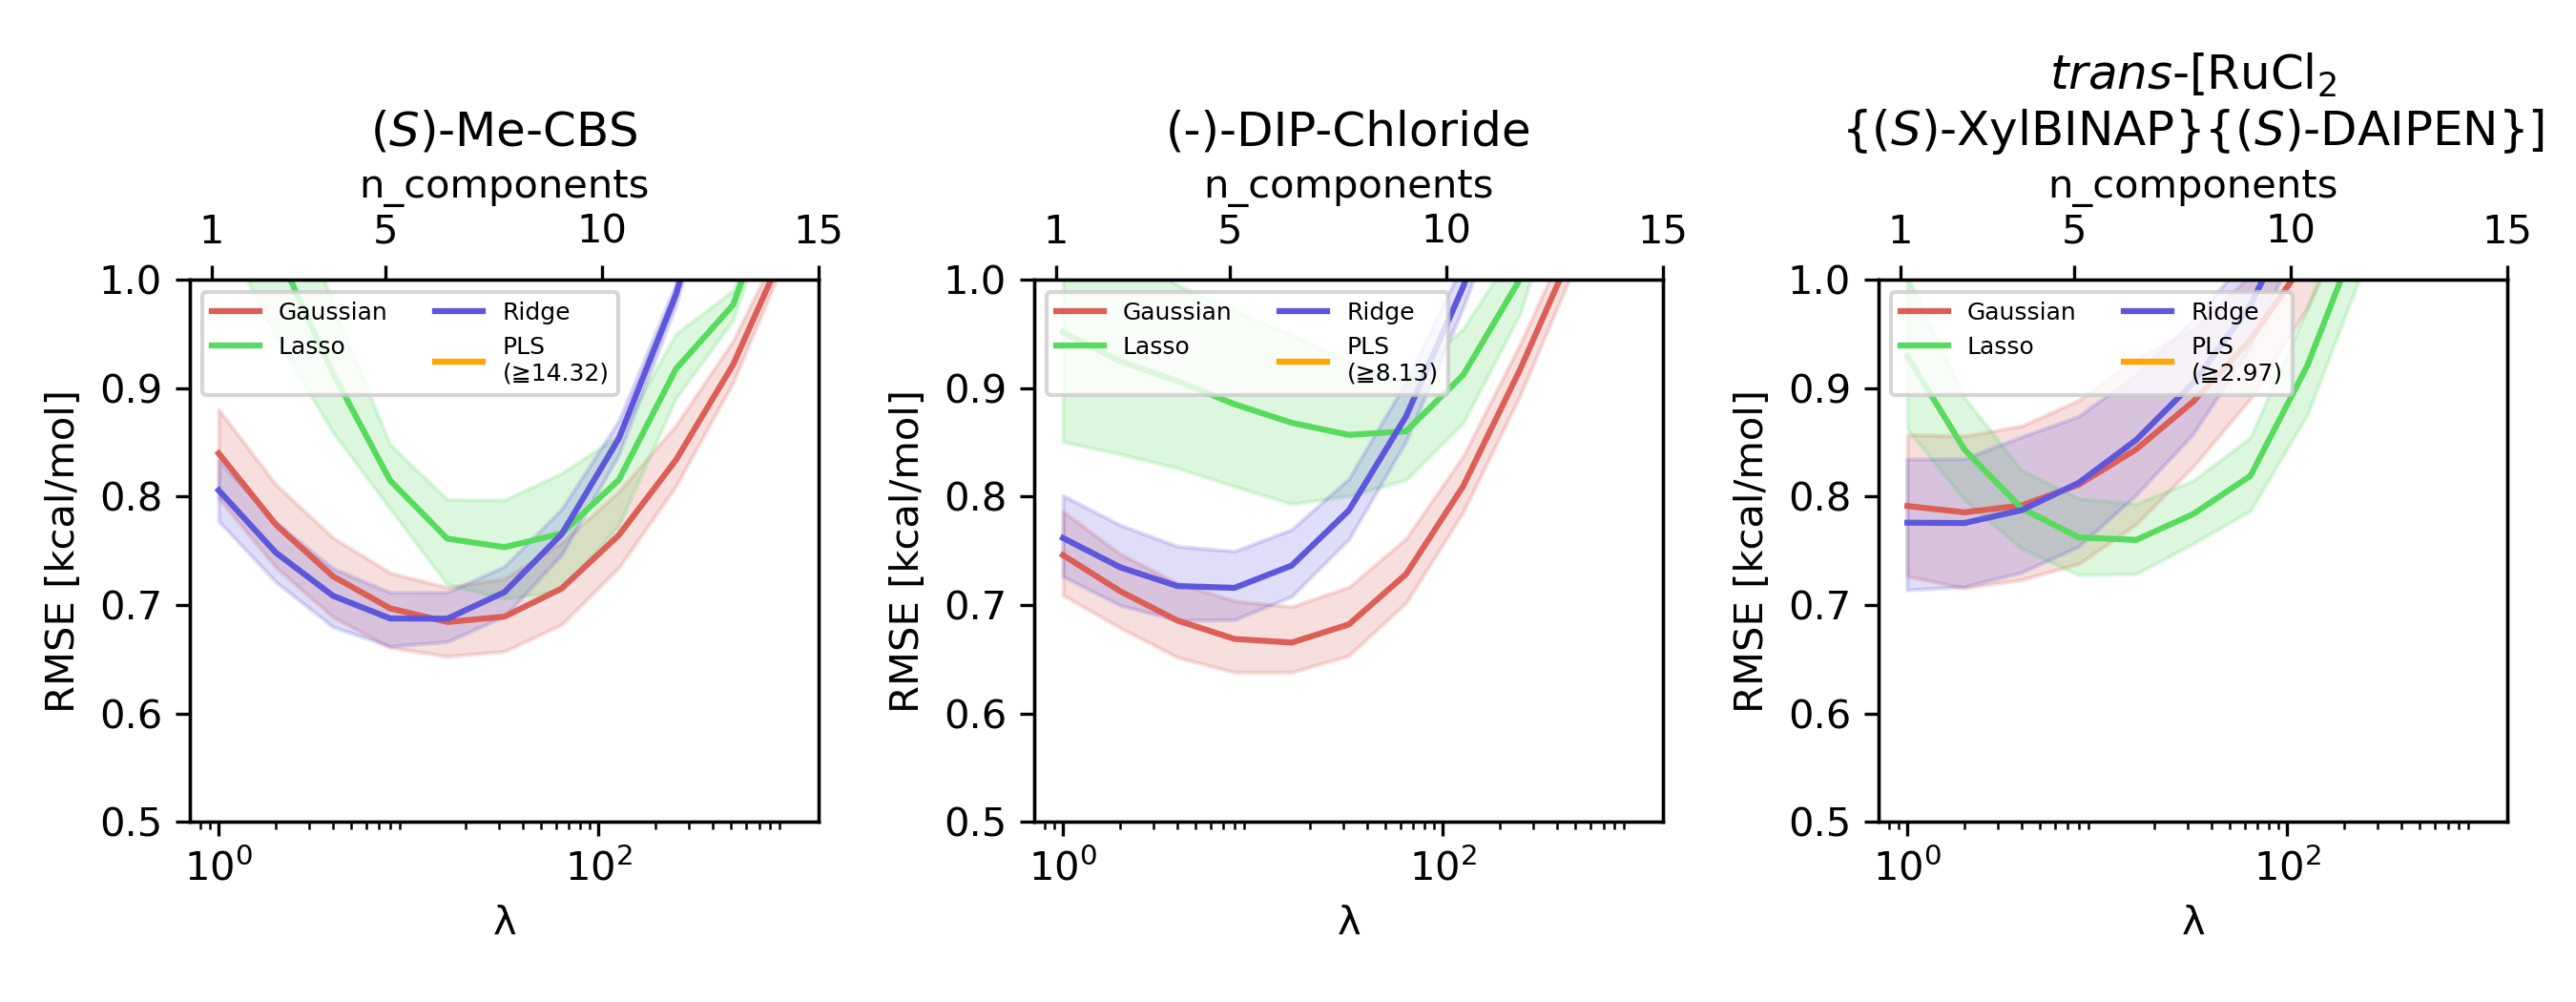 (S)-Me-CBS
n_components
1 5 10 15
1.0
0.9
0.8
0.7
0.6
0.5
RMSE [kcal/mol]
Gaussian
Lasso
Ridge
PLS
(≧14.32)
10⁰ 10²
λ
(-)-DIP-Chloride
n_components
1 5 10 15
1.0
0.9
0.8
0.7
0.6
0.5
RMSE [kcal/mol]
Gaussian
Lasso
Ridge
PLS
(≧8.13)
10⁰ 10²
λ
trans-[RuCl₂
{(S)-XylBINAP}{(S)-DAIPEN}]
n_components
1 5 10 15
1.0
0.9
0.8
0.7
0.6
0.5
RMSE [kcal/mol]
Gaussian
Lasso
Ridge
PLS
(≧2.97)
10⁰ 10²
λ